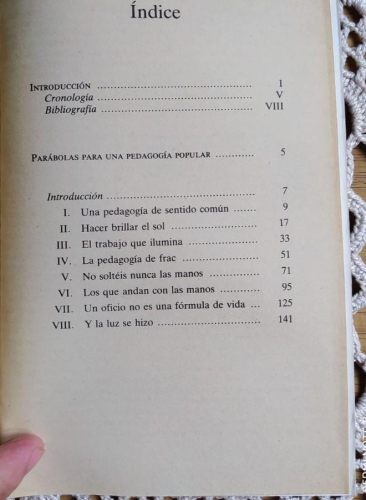 Índice
INTRODUCCIÓN ........................................ I
Cronología ........................................ V
Bibliografía ........................................ VIII
PARÁBOLAS PARA UNA PEDAGOGÍA POPULAR ............ 5
Introducción ........................................ 7
I. Una pedagogía de sentido común ....... 9
II. Hacer brillar el sol ........................ 17
III. El trabajo que ilumina .................... 33
IV. La pedagogía de frac ...................... 51
V. No soltéis nunca las manos ............. 71
VI. Los que andan con las manos .......... 95
VII. Un oficio no es una fórmula de vida ... 125
VIII. Y la luz se hizo ............................. 141